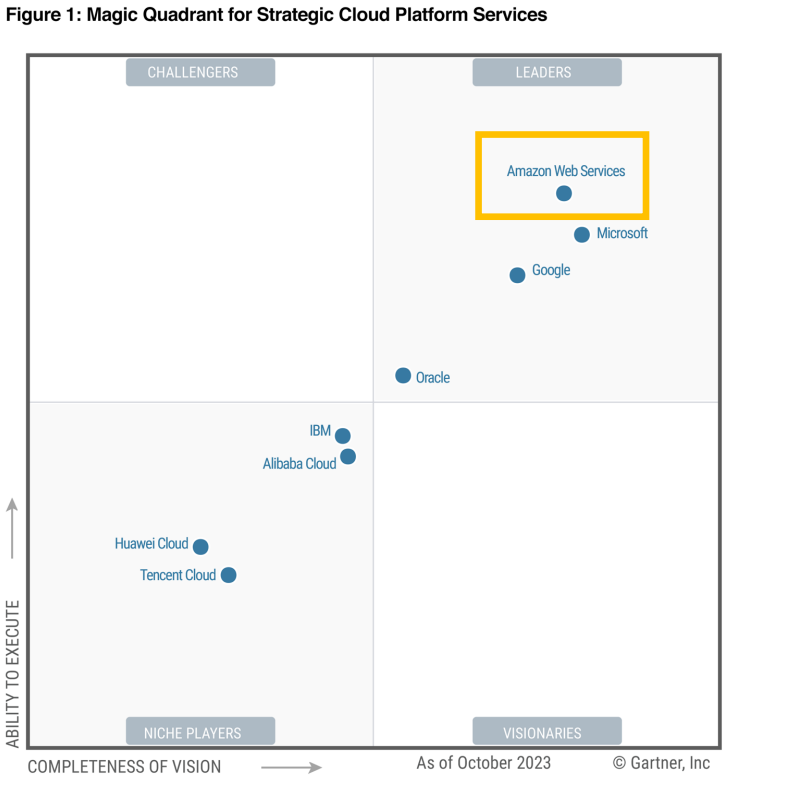 Figure 1: Magic Quadrant for Strategic Cloud Platform Services
CHALLENGERS
LEADERS
Amazon Web Services
Microsoft
Google
Oracle
IBM
Alibaba Cloud
Huawei Cloud
Tencent Cloud
NICHE PLAYERS
VISIONARIES
ABILITY TO EXECUTE
COMPLETENESS OF VISION
As of October 2023
© Gartner, Inc